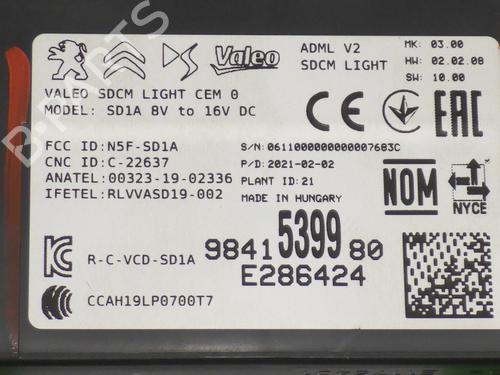 Valeo
ADML V2
SDCM LIGHT
MK: 03.00
HW: 02.02.08
SW: 10.00
VALEO SDCM LIGHT CEM 0
MODEL: SD1A 8V to 16V DC
CE
EAC
FCC ID:N5F-SD1A
CNC ID:C-22637
ANATEL:00323-19-02336
IFETEL:RLVVASD19-002
S/N:0611000000000007683C
P/D:2021-02-02
PLANT ID:21
MADE IN HUNGARY
NOM
NYCE
R-C-VCD-SD1A
9841539980
E286424
CCAH19LP0700T7